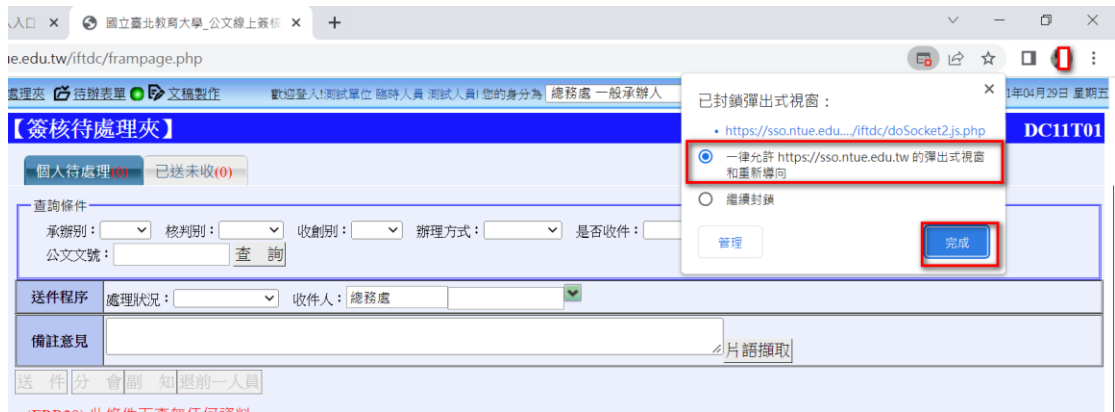 入口 × 國立臺北教育大學_公文線上簽核 × +
ue.edu.tw/iftdc/frampage.php
處理夾 待辦表單 文稿製作 歡迎登入!測試單位 臨時人員 測試人員! 您的身分為 總務處 一般承辦人
1年04月29日 星期五
【簽核待處理夾】 DC11T01
個人待處理(0) 已送未收(0)
查詢條件
承辦別： 核判別： 收創別： 辦理方式： 是否收件：
公文文號： 查 詢
送件程序 處理狀況： 收件人：總務處
備註意見 片語擷取
送 件 分 會 副 知 退前一人員
已封鎖彈出式視窗：
https://sso.ntue.edu..../iftdc/doSocket2.js.php
一律允許 https://sso.ntue.edu.tw 的彈出式視窗
和重新導向
繼續封鎖
管理 完成